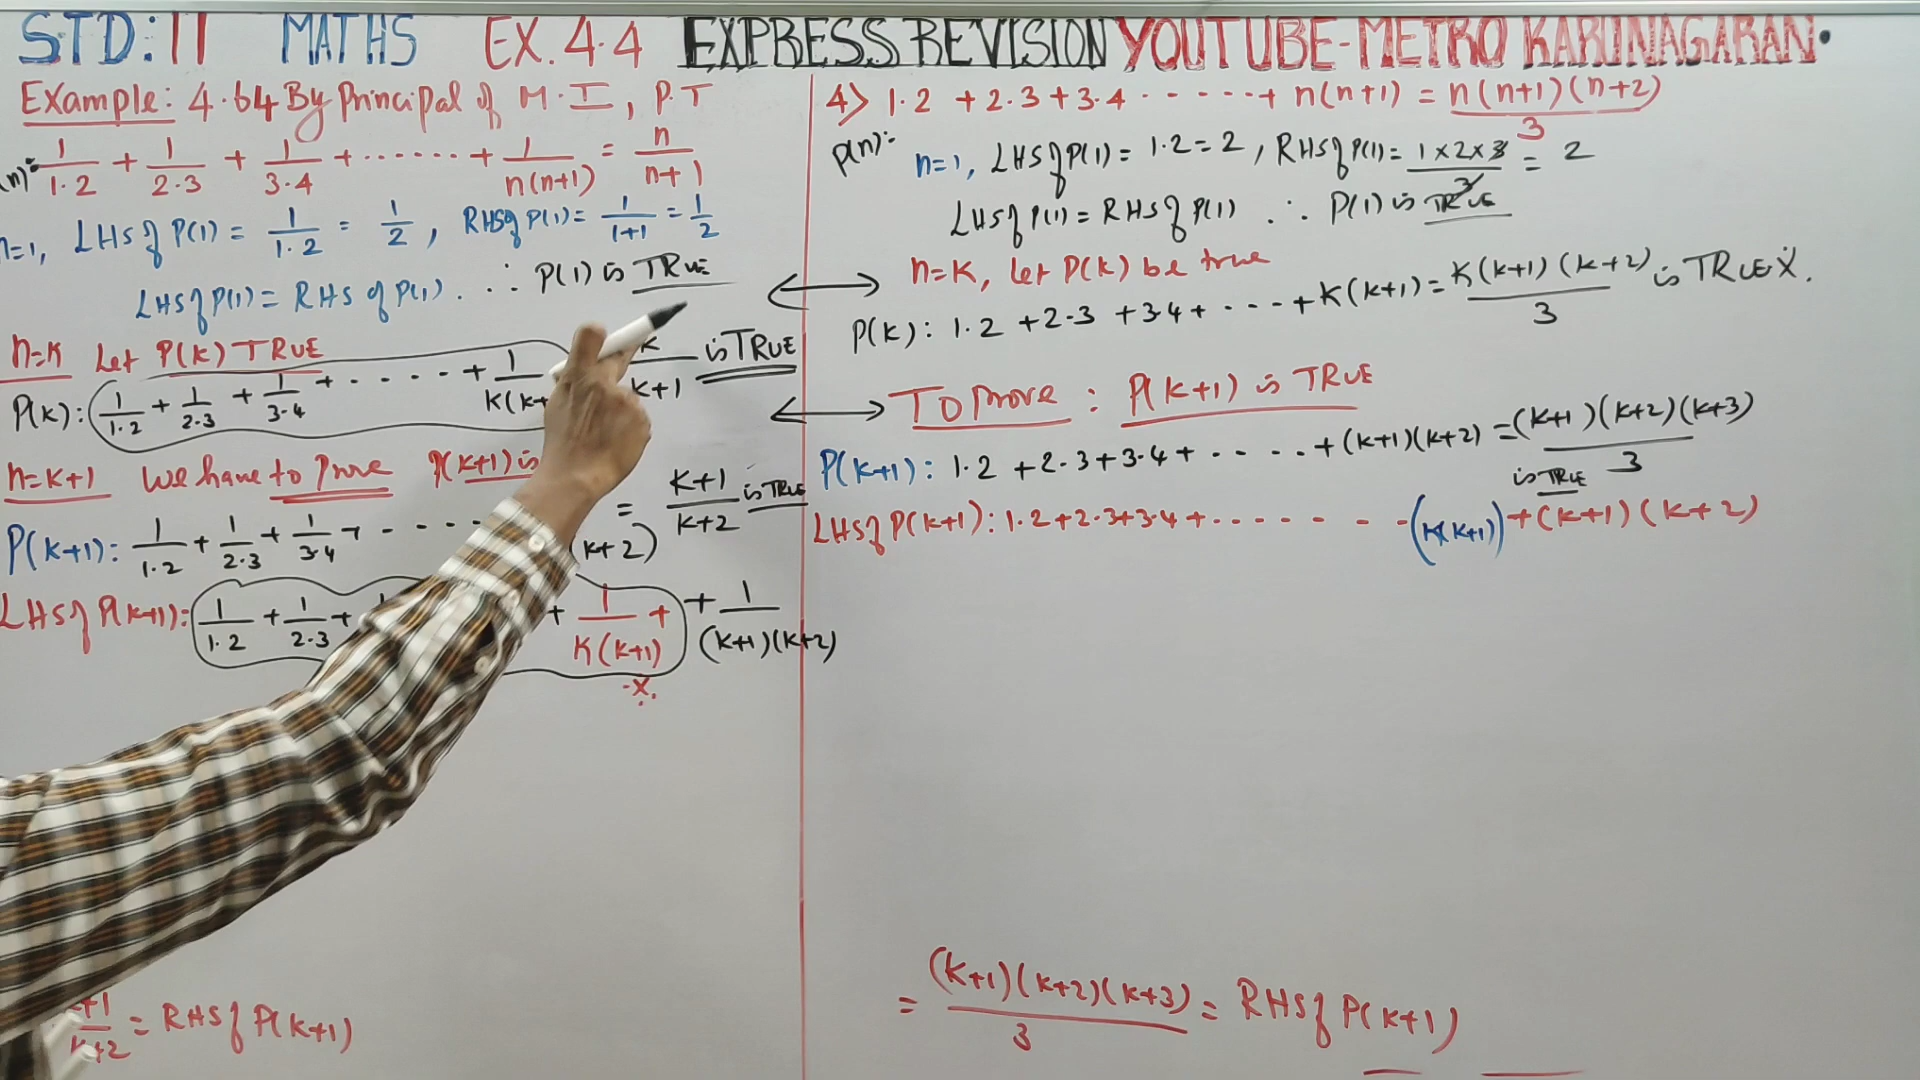 STD: 11 MATHS EX. 4.4 EXPRESS REVISION YOUTUBE-METRO KARUNAGARAN.
Example: 4.64 By Principal of M.I, P.T
(n): 1/1.2 + 1/2.3 + 1/3.4 + ...... + 1/n(n+1) = n/n+1
n=1, LHS of P(1) = 1/1.2 = 1/2, RHS of P(1) = 1/1+1 = 1/2
LHS of P(1) = RHS of P(1). ∴ P(1) is TRUE
n=K Let P(K) TRUE
P(K): (1/1.2 + 1/2.3 + 1/3.4 + ..... + 1/K(K+ K/K+1 is TRUE
n=K+1 We have to Prove P(K+1) is
P(K+1): 1/1.2 + 1/2.3 + 1/3.4 + .... (K+2) = K+1/K+2 is TRUE
LHS of P(K+1): 1/1.2 + 1/2.3 + + 1/K(K+1) + + 1/(K+1)(K+2)
+1/K+2 = RHS of P(K+1)
4) 1.2 + 2.3 + 3.4 ...... + n(n+1) = n(n+1)(n+2)/3
P(n):
n=1, LHS of P(1) = 1.2 = 2, RHS of P(1) = 1x2x3/3 = 2
LHS of P(1) = RHS of P(1) ∴ P(1) is TRUE
n=K, Let P(K) be true
P(K): 1.2 + 2.3 + 3.4 + .... + K(K+1) = K(K+1)(K+2)/3 is TRUE
TO Prove : P(K+1) is TRUE
P(K+1): 1.2 + 2.3 + 3.4 + ..... + (K+1)(K+2) = (K+1)(K+2)(K+3)/3
is TRUE
LHS of P(K+1): 1.2 + 2.3 + 3.4 + ........ (K(K+1)) + (K+1)(K+2)
= (K+1)(K+2)(K+3)/3 = RHS of P(K+1)